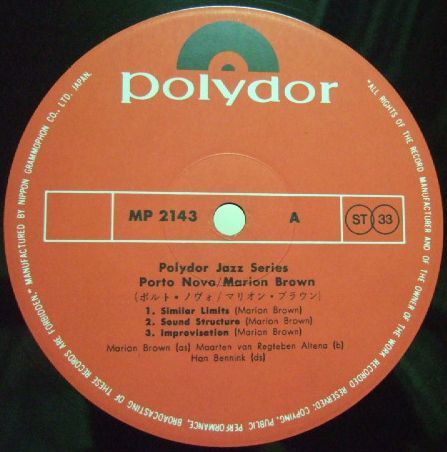 polydor
MP 2143
A
ST 33
Polydor Jazz Series
Porto Novo/Marion Brown
(ポルト・ノヴォ/マリオン・ブラウン)
1. Similar Limits (Marion Brown)
2. Sound Structure (Marion Brown)
3. Improvisation (Marion Brown)
Marion Brown (as) Maarten van Regteben Altena (b)
Han Bennink (ds)
"ALL RIGHTS OF THE RECORD MANUFACTURER AND OF THE OWNER OF THE WORK RECORDED RESERVED. COPYING, PUBLIC PERFORMANCE, BROADCASTING OF THESE RECORDS ARE FORBIDDEN." MANUFACTURED BY NIPPON GRAMMOPHON CO., LTD. JAPAN.